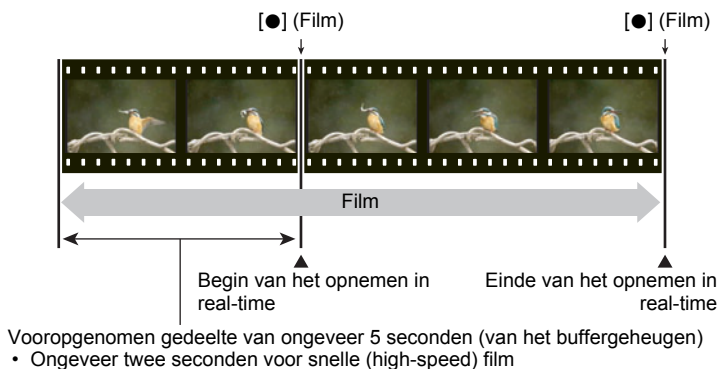 [●] (Film) [●] (Film)
Film
Begin van het opnemen in real-time
Einde van het opnemen in real-time
Vooropgenomen gedeelte van ongeveer 5 seconden (van het buffergeheugen)
• Ongeveer twee seconden voor snelle (high-speed) film